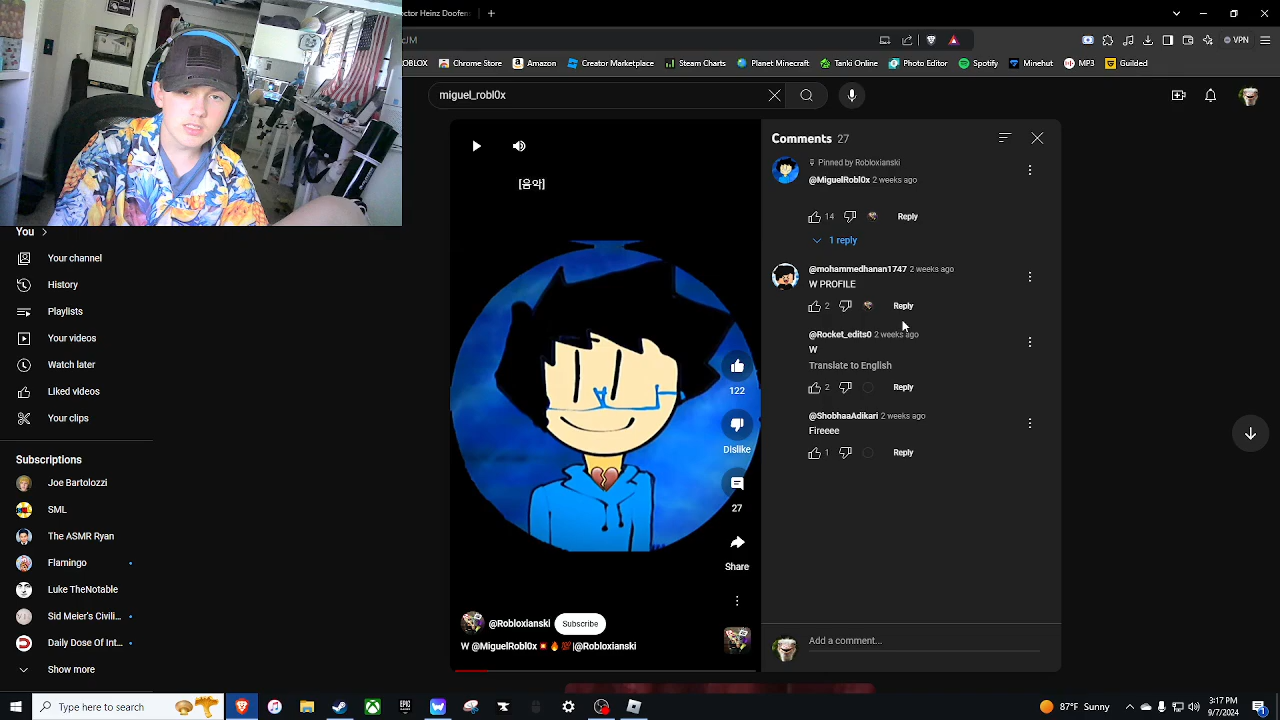 ctor Heinz Doofen
cJM
VPN
OBLOX
Chrome Store
Amazon
Creator Marketplace
Steam Charts
Planet Minecraft
Temi Online
Photo Editor
Spotify
Minehut
MP3
Guilded
miguel_robl0x
[음악]
Comments 27
Pinned by Robloxianski
@MiguelRobl0x 2 weeks ago
14 Reply
1 reply
@mohammedhanan1747 2 weeks ago
W PROFILE
2 Reply
@Rocket_edits0 2 weeks ago
W
Translate to English
2 Reply
@ShobhaaAdikari 2 weeks ago
Fireeee
1 Reply
You
Your channel
History
Playlists
Your videos
Watch later
Liked videos
Your clips
Subscriptions
Joe Bartolozzi
SML
The ASMR Ryan
Flamingo
Luke TheNotable
Sid Meier's Civili...
Daily Dose Of Int...
Show more
122
Dislike
27
Share
@Robloxianski Subscribe
W @MiguelRobl0x 💥🔥💯|@Robloxianski
Add a comment...
Type here to search
87°F Sunny
3:17 PM
9/7/2024